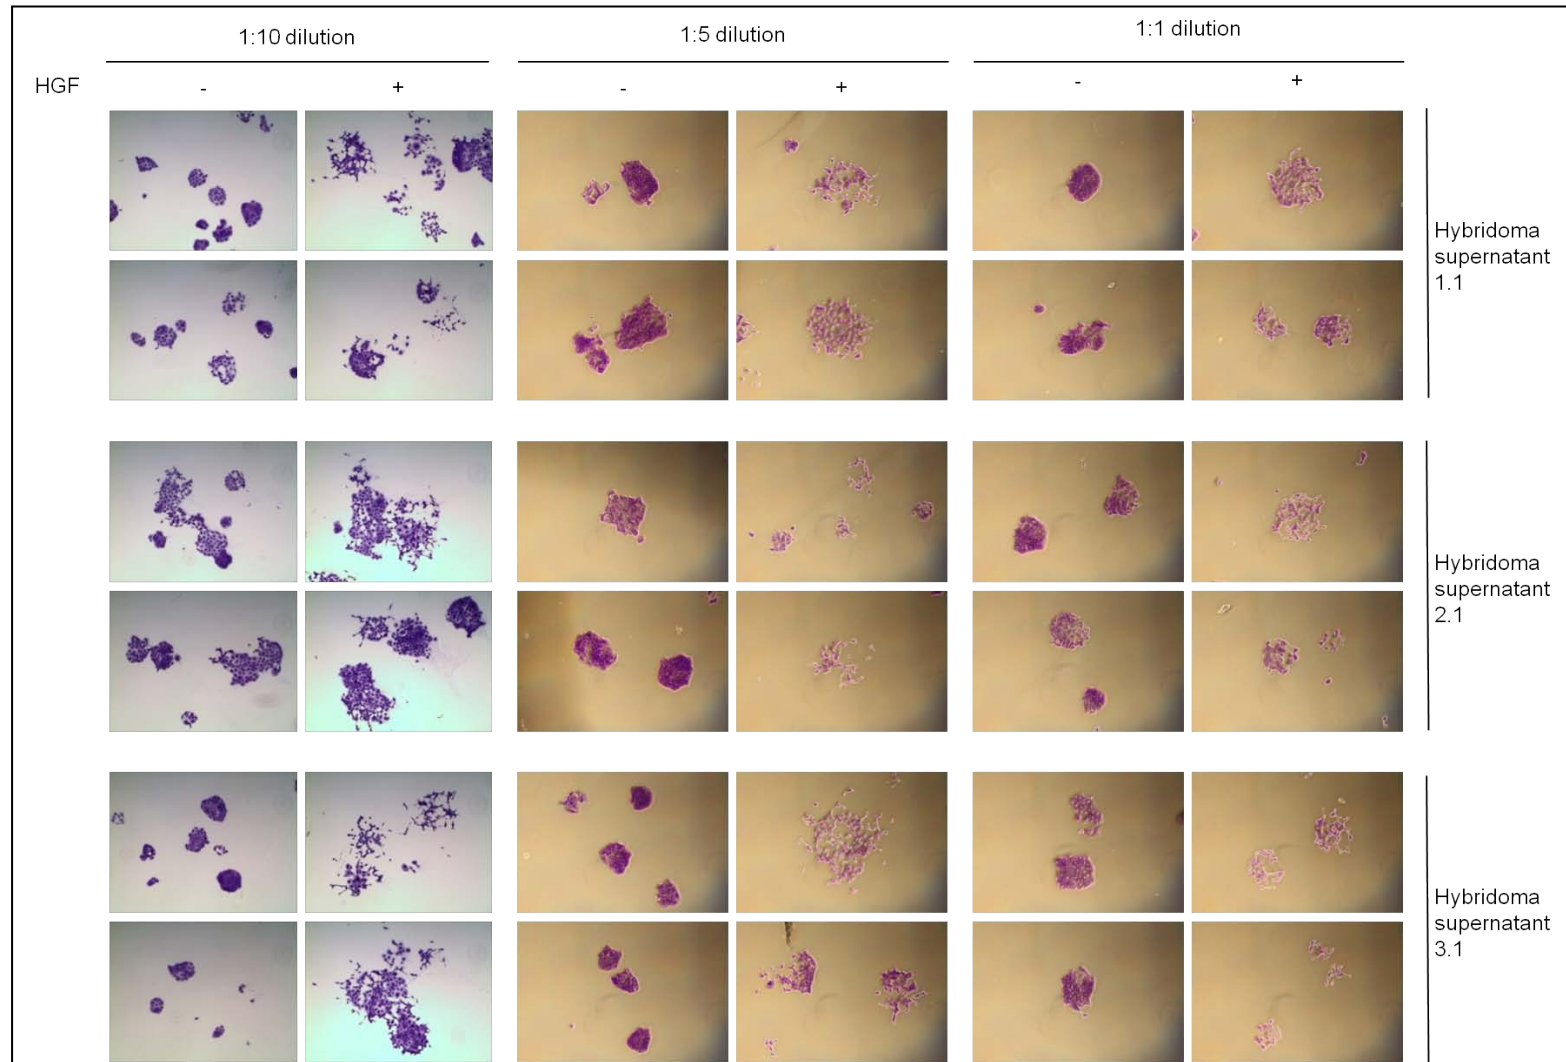 1:10 dilution
1:5 dilution
1:1 dilution
HGF
-
+
-
+
-
+
Hybridoma
supernatant
1.1
Hybridoma
supernatant
2.1
Hybridoma
supernatant
3.1